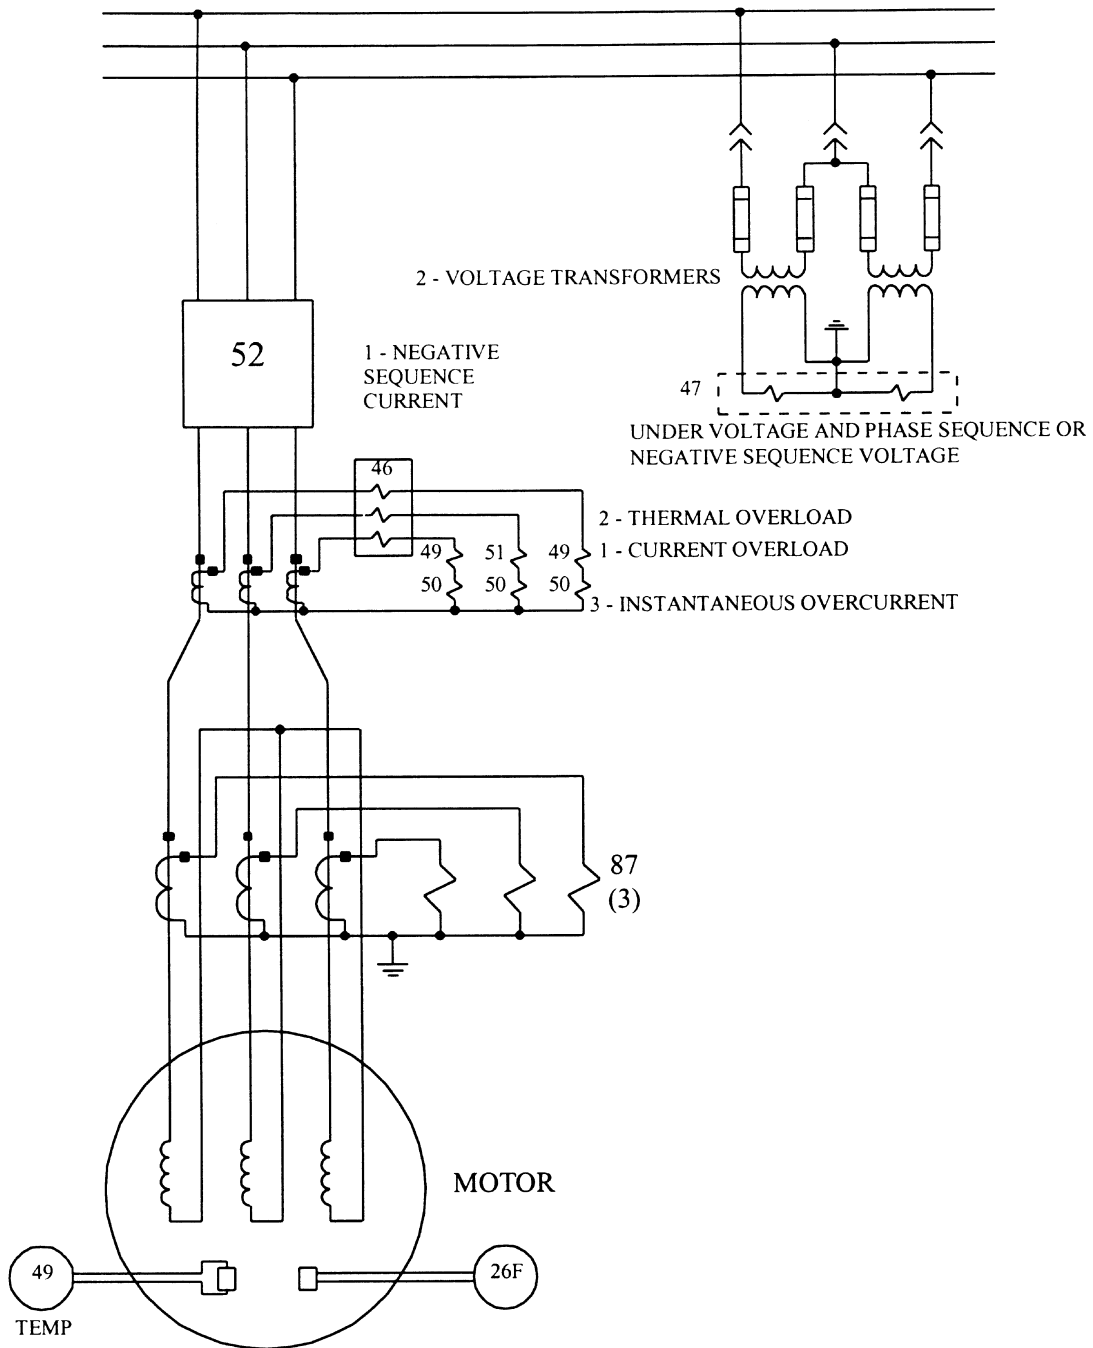 2 - VOLTAGE TRANSFORMERS
52
1 - NEGATIVE
SEQUENCE
CURRENT
47
UNDER VOLTAGE AND PHASE SEQUENCE OR
NEGATIVE SEQUENCE VOLTAGE
46
2 - THERMAL OVERLOAD
49 51 49 1 - CURRENT OVERLOAD
50 50 50
3 - INSTANTANEOUS OVERCURRENT
87
(3)
MOTOR
49
26F
TEMP